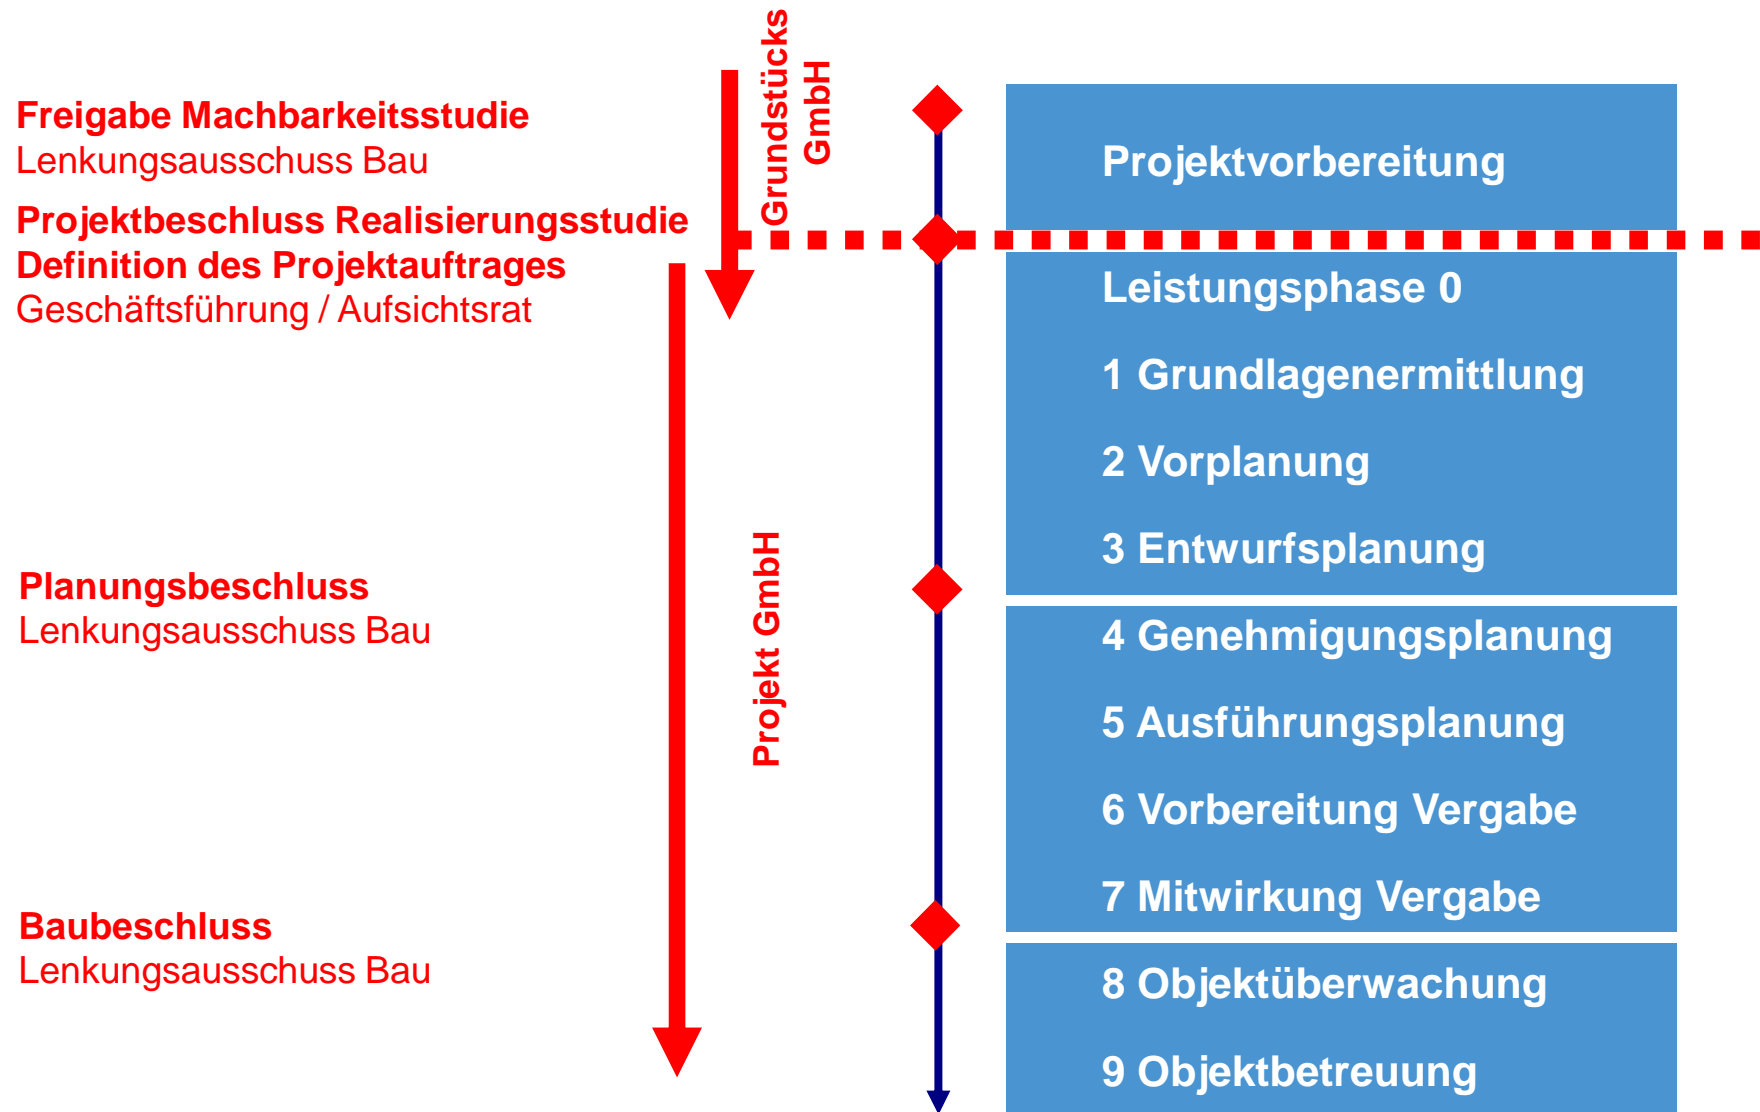 Freigabe Machbarkeitsstudie
Lenkungsausschuss Bau
Projektbeschluss Realisierungsstudie
Definition des Projektauftrages
Geschäftsführung / Aufsichtsrat
Planungsbeschluss
Lenkungsausschuss Bau
Baubeschluss
Lenkungsausschuss Bau
Grundstücks
GmbH
Projekt GmbH
Projektvorbereitung
Leistungsphase 0
1 Grundlagenermittlung
2 Vorplanung
3 Entwurfsplanung
4 Genehmigungsplanung
5 Ausführungsplanung
6 Vorbereitung Vergabe
7 Mitwirkung Vergabe
8 Objektüberwachung
9 Objektbetreuung